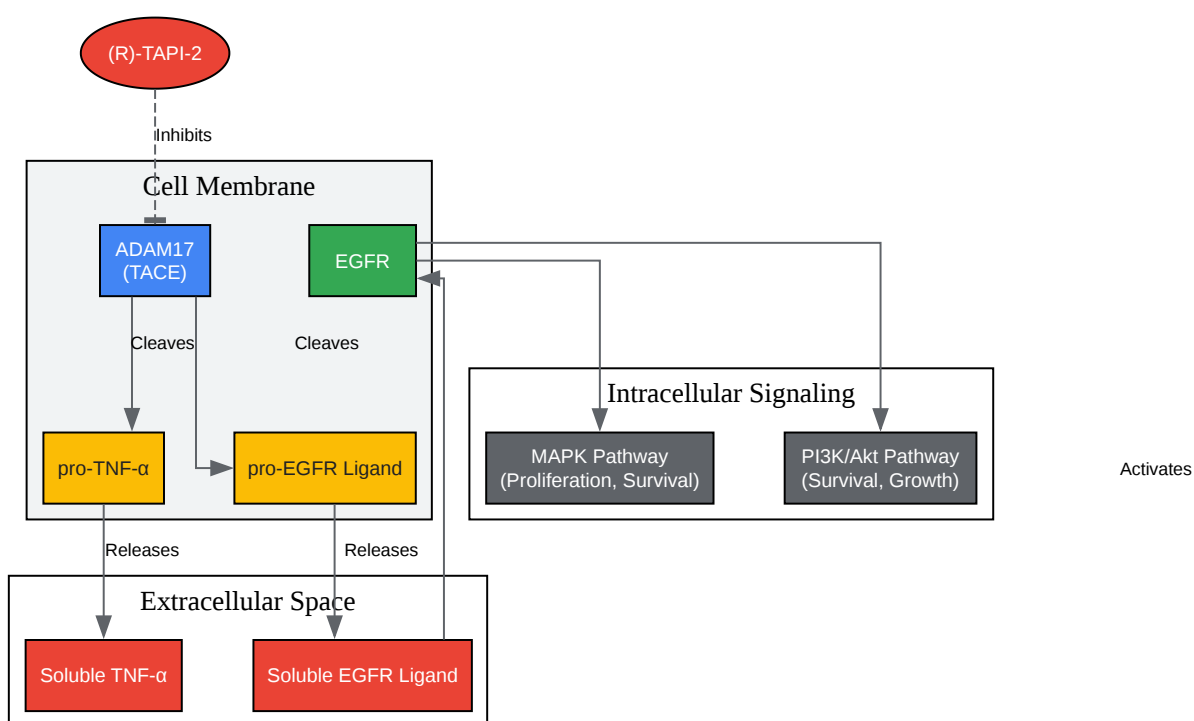 (R)-TAPI-2
Inhibits
Cell Membrane
ADAM17
(TACE)
EGFR
Cleaves
Cleaves
Intracellular Signaling
pro-TNF-α
pro-EGFR Ligand
MAPK Pathway
(Proliferation, Survival)
PI3K/Akt Pathway
(Survival, Growth)
Activates
Releases
Releases
Extracellular Space
Soluble TNF-α
Soluble EGFR Ligand